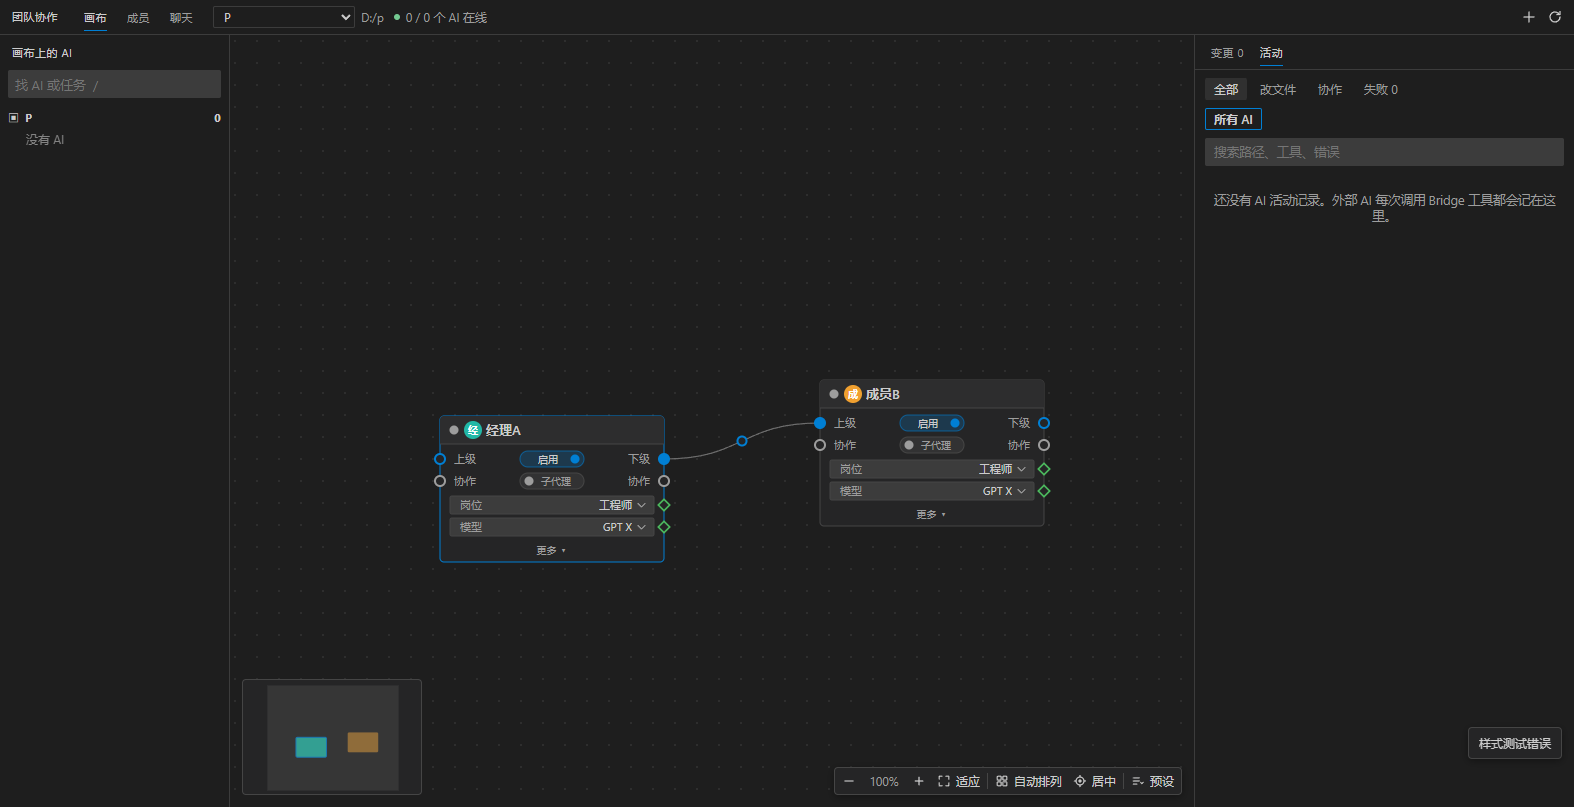 团队协作 画布 成员 聊天 P D:/p 0 / 0 个 AI 在线
画布上的 AI
找 AI 或任务 /
P 0
没有 AI
经 经理A
上级 启用 下级
协作 子代理 协作
岗位 工程师
模型 GPT X
更多
成 成员B
上级 启用 下级
协作 子代理 协作
岗位 工程师
模型 GPT X
更多
100% 适应 自动排列 居中 预设
变更 0 活动
全部 改文件 协作 失败 0
所有 AI
搜索路径、工具、错误
还没有 AI 活动记录。外部 AI 每次调用 Bridge 工具都会记在这
里。
样式测试错误